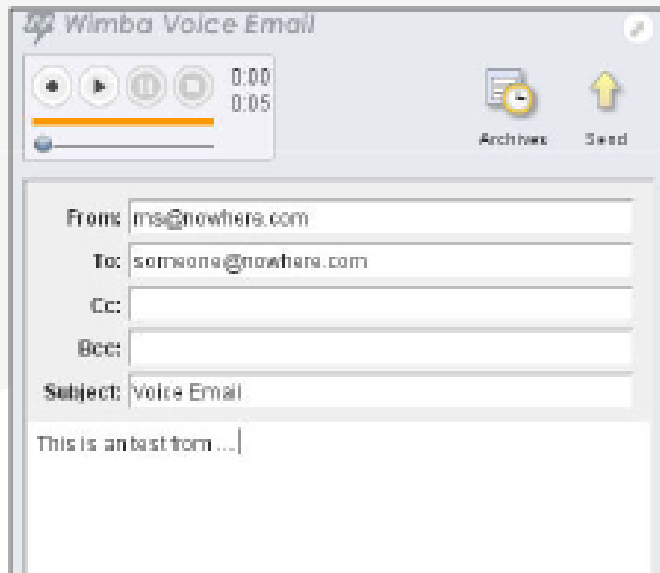 Wimba Voice Email
0:00
0:05
Archives Send
From: ms@nowhere.com
To: someone@nowhere.com
Cc:
Bcc:
Subject: Voice Email
This is an test from ...